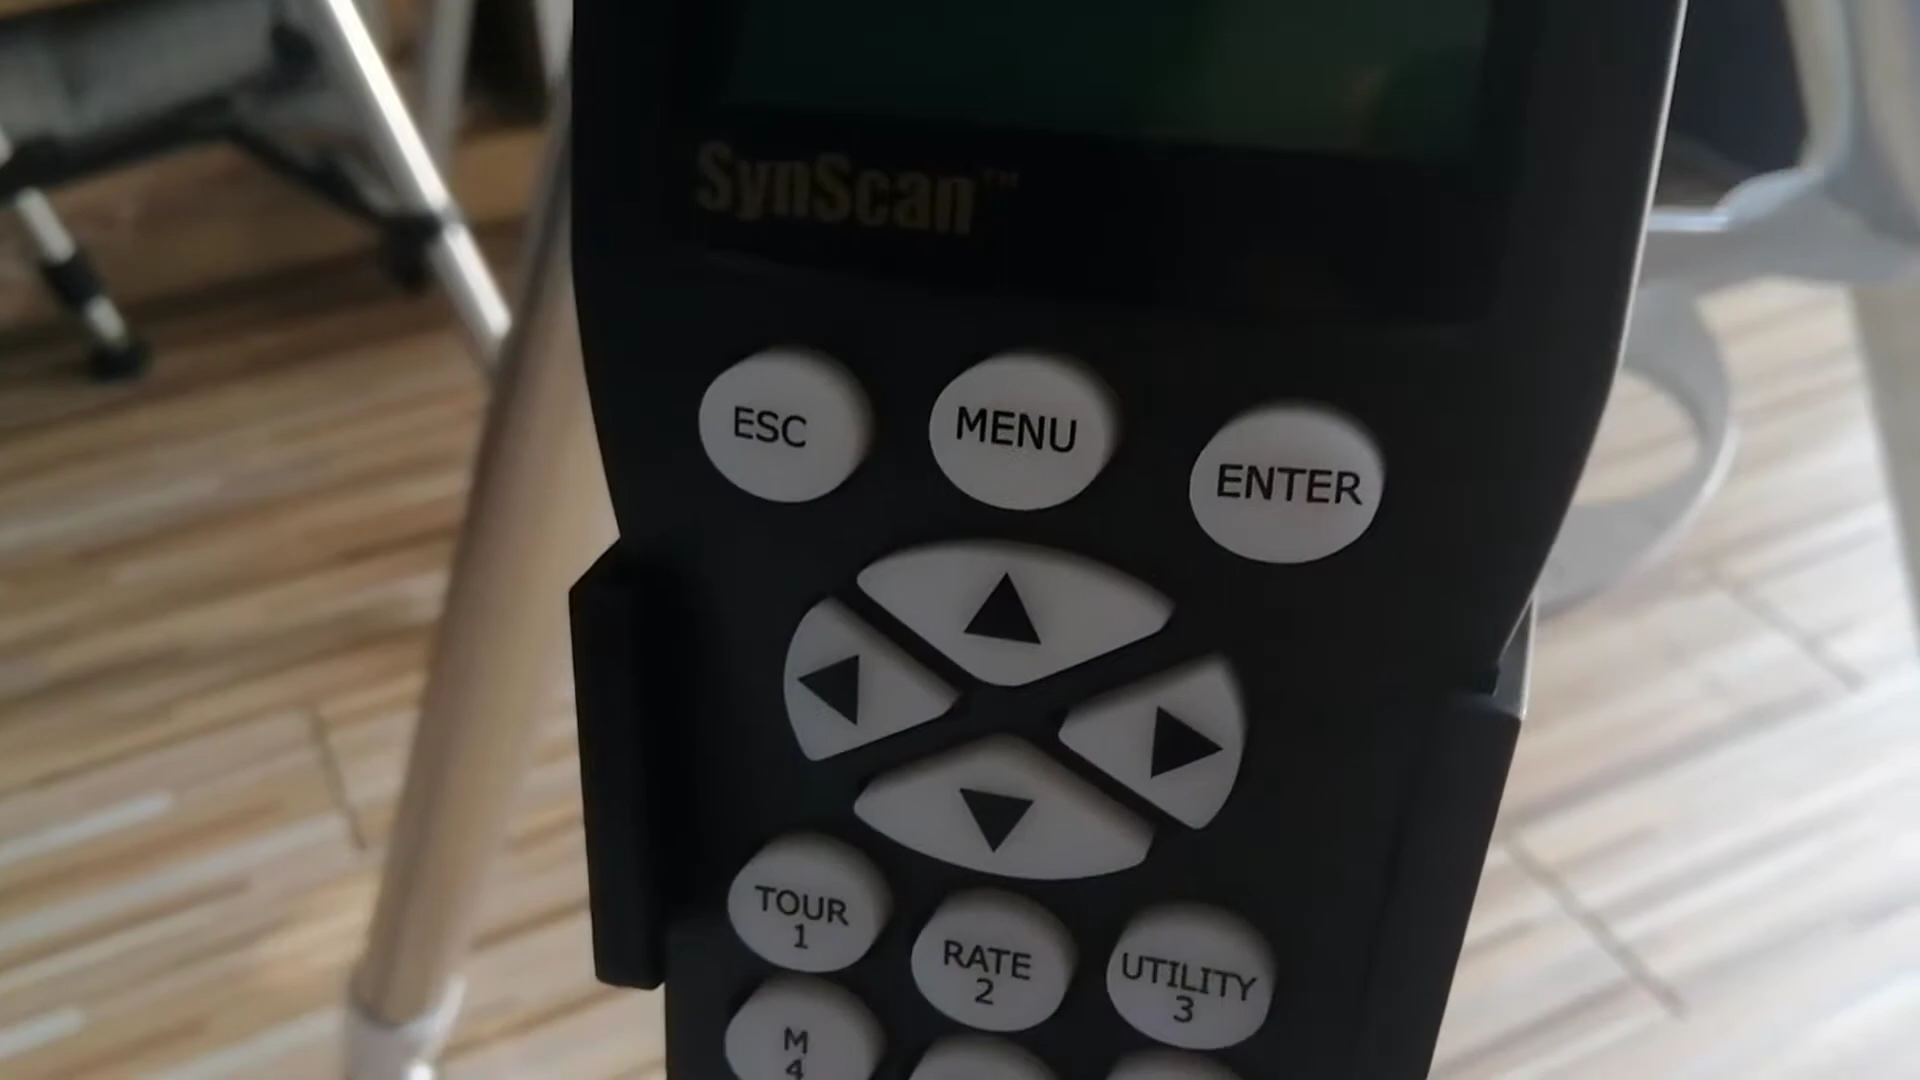 SynScan™
ESC
MENU
ENTER
TOUR
1
RATE
2
UTILITY
3
M
4